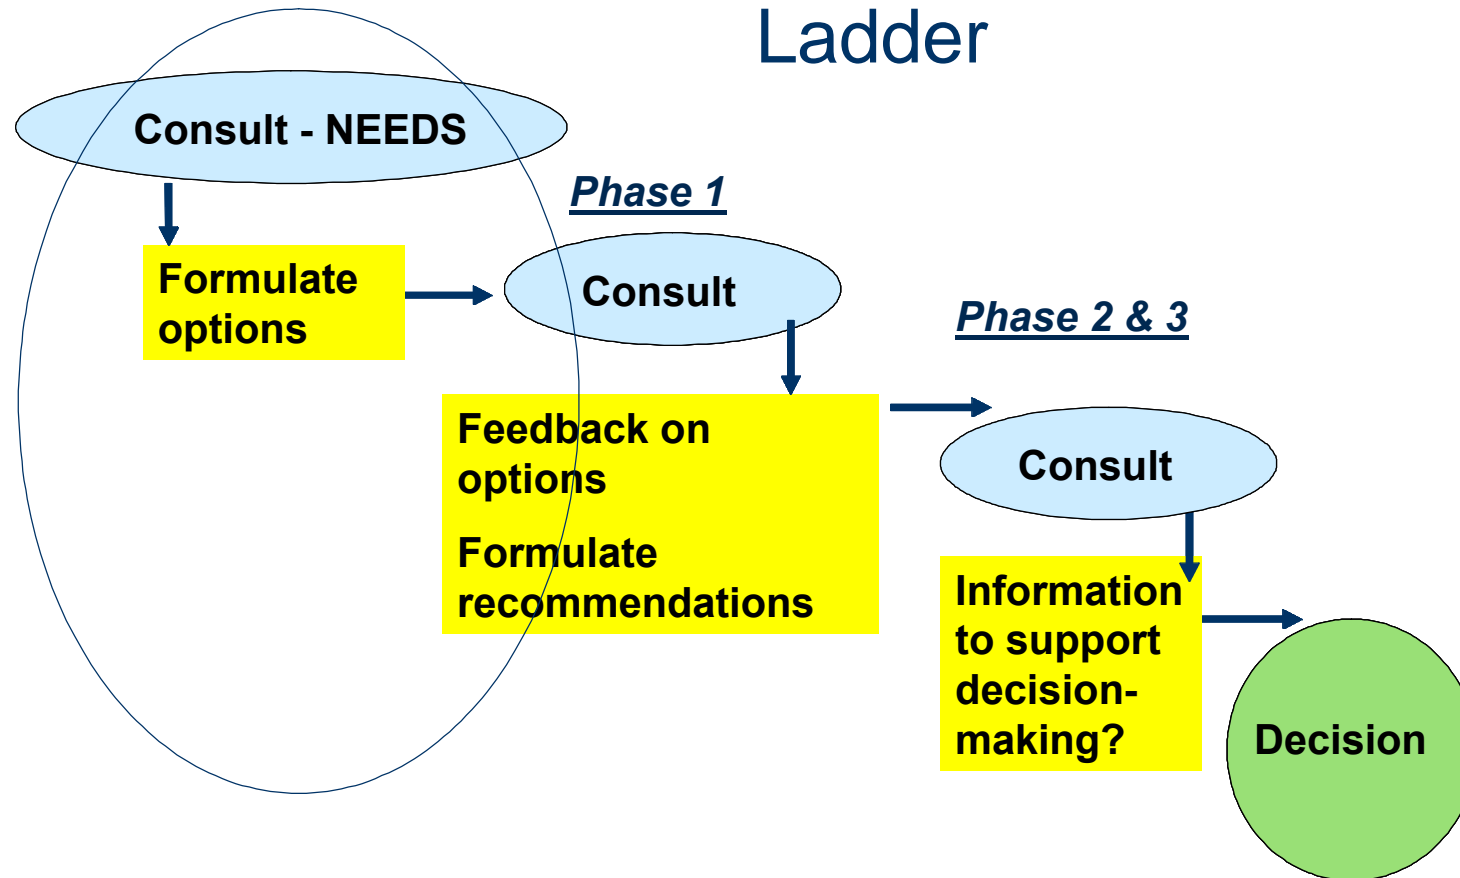 Ladder
Consult - NEEDS
Phase 1
Formulate
options
Consult
Phase 2 & 3
Feedback on
options
Formulate
recommendations
Consult
Information
to support
decision-
making?
Decision